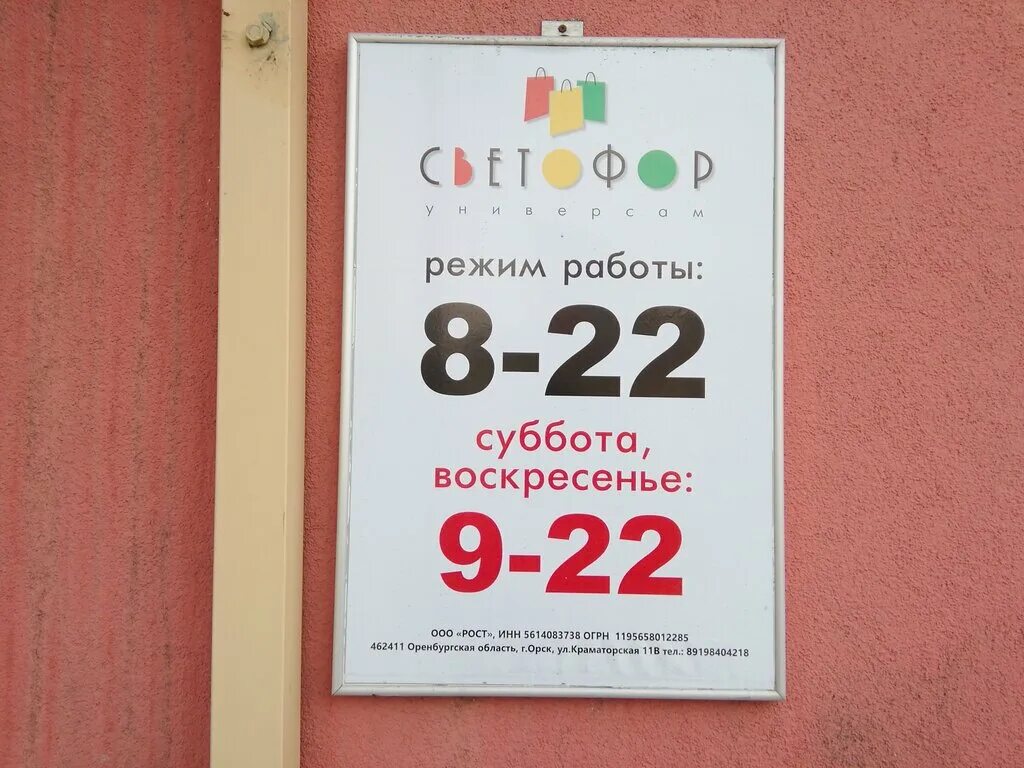 СВЕТОФОР
универсам
режим работы:
8-22
суббота,
воскресенье:
9-22
ООО «РОСТ», ИНН 5614083738 ОГРН 1195658012285
462411 Оренбургская область, г.Орск, ул.Краматорская 11В тел.: 89198404218